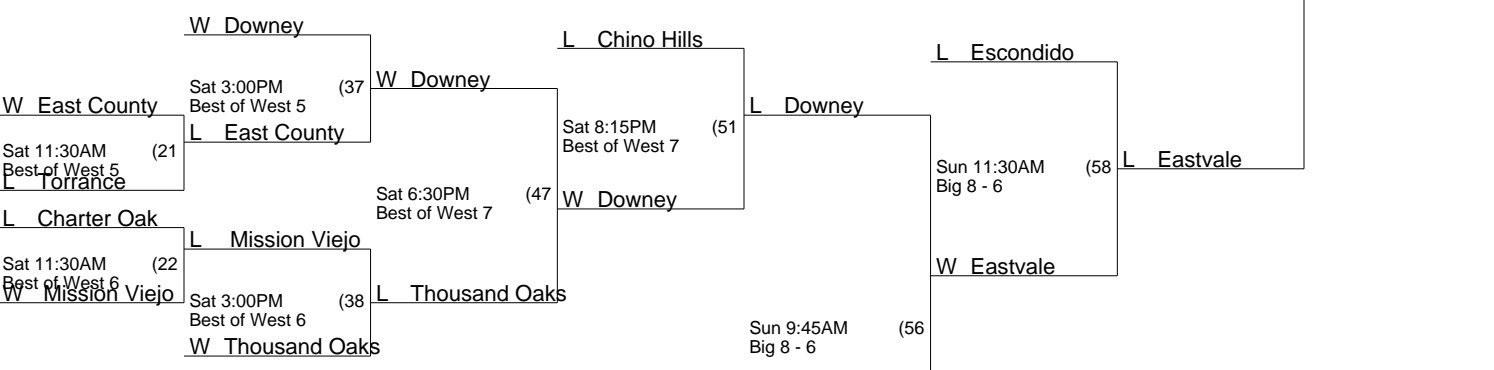 W Downey
L Chino Hills
L Escondido
W Downey
Sat 3:00PM (37
Best of West 5
W East County
L Downey
Sat 8:15PM (51
Best of West 7
L East County
Sat 11:30AM (21
Best of West 5
L Torrance
L Eastvale
Sun 11:30AM (58
Big 8 - 6
Sat 6:30PM (47
Best of West 7
W Downey
L Charter Oak
L Mission Viejo
Sat 11:30AM (22
Best of West 6
W Mission Viejo
W Eastvale
Sat 3:00PM (38
Best of West 6
L Thousand Oaks
Sun 9:45AM (56
Big 8 - 6
W Thousand Oaks